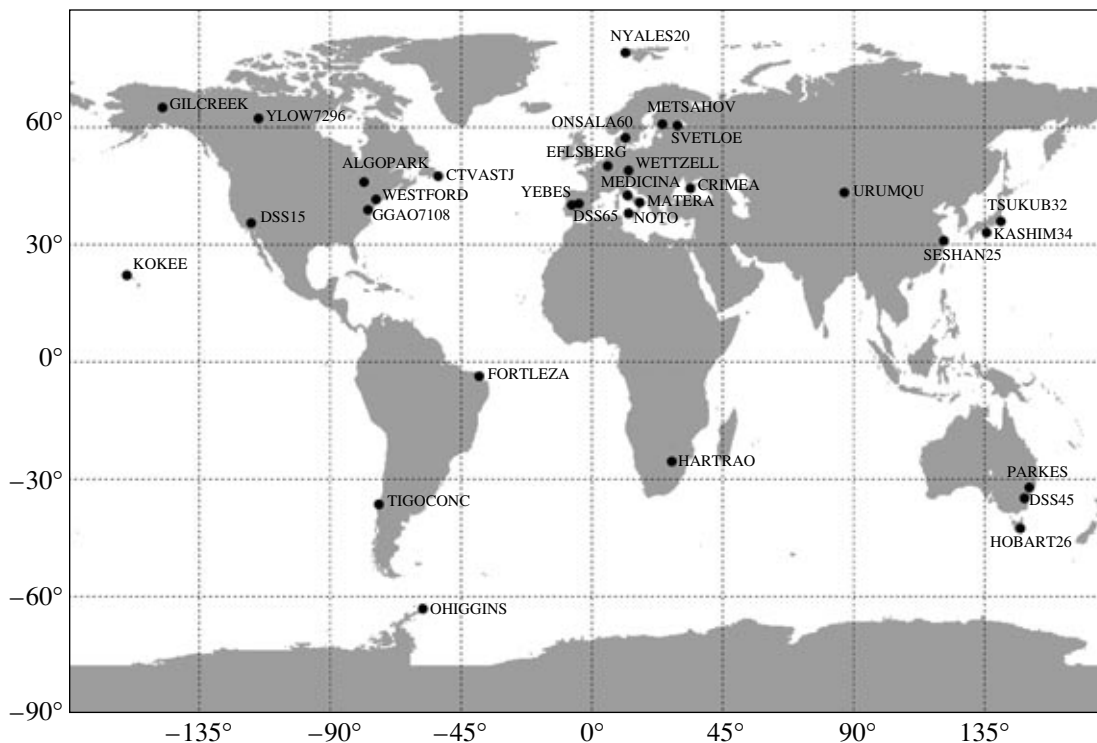 NYALES20
GILCREEK
YLOW7296
METSAHOV
ONSALA60
SVETLOE
60°
EFLSBERG
WETTZELL
ALGOPARK
CTVASTJ
MEDICINA
CRIMEA
URUMQU
YEBES
WESTFORD
MATERA
TSUKUB32
DSS15
GGAO7108
DSS65
NOTO
KASHIM34
30°
SESHAN25
KOKEE
0°
FORTLEZA
HARTRAO
PARKES
−30°
TIGOCONC
DSS45
HOBART26
−60°
OHIGGINS
−90°
−135°
−90°
−45°
0°
45°
90°
135°